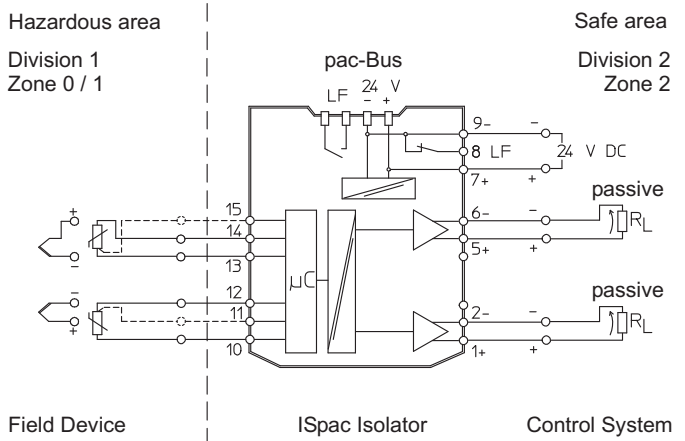 Hazardous area
Safe area
Division 1
Zone 0 / 1
pac-Bus
Division 2
Zone 2
LF
24 V
- +
9-
-
8 LF
24 V DC
7+
+
passive
+
15
6-
-
RL
14
5+
+
-
13
µC
-
12
passive
11
2-
-
RL
+
10
1+
+
Field Device
ISpac Isolator
Control System